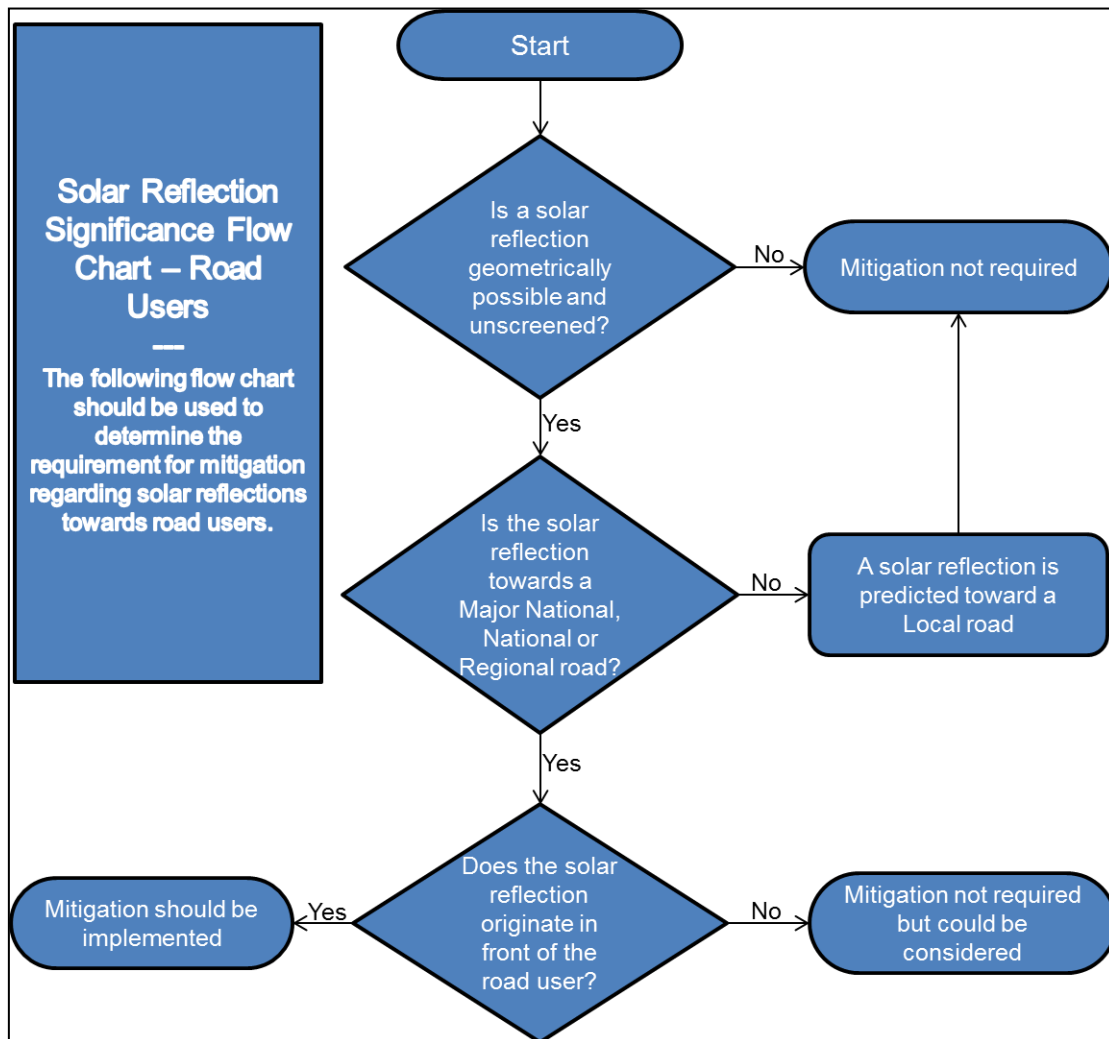 Solar Reflection
Significance Flow
Chart – Road
Users
---
The following flow chart
should be used to
determine the
requirement for mitigation
regarding solar reflections
towards road users.
Start
Is a solar
reflection
geometrically
possible and
unscreened?
No
Mitigation not required
Yes
Is the solar
reflection
towards a
Major National,
National or
Regional road?
No
A solar reflection is
predicted toward a
Local road
Yes
Does the solar
reflection
originate in
front of the
road user?
Yes
Mitigation should be
implemented
No
Mitigation not required
but could be
considered